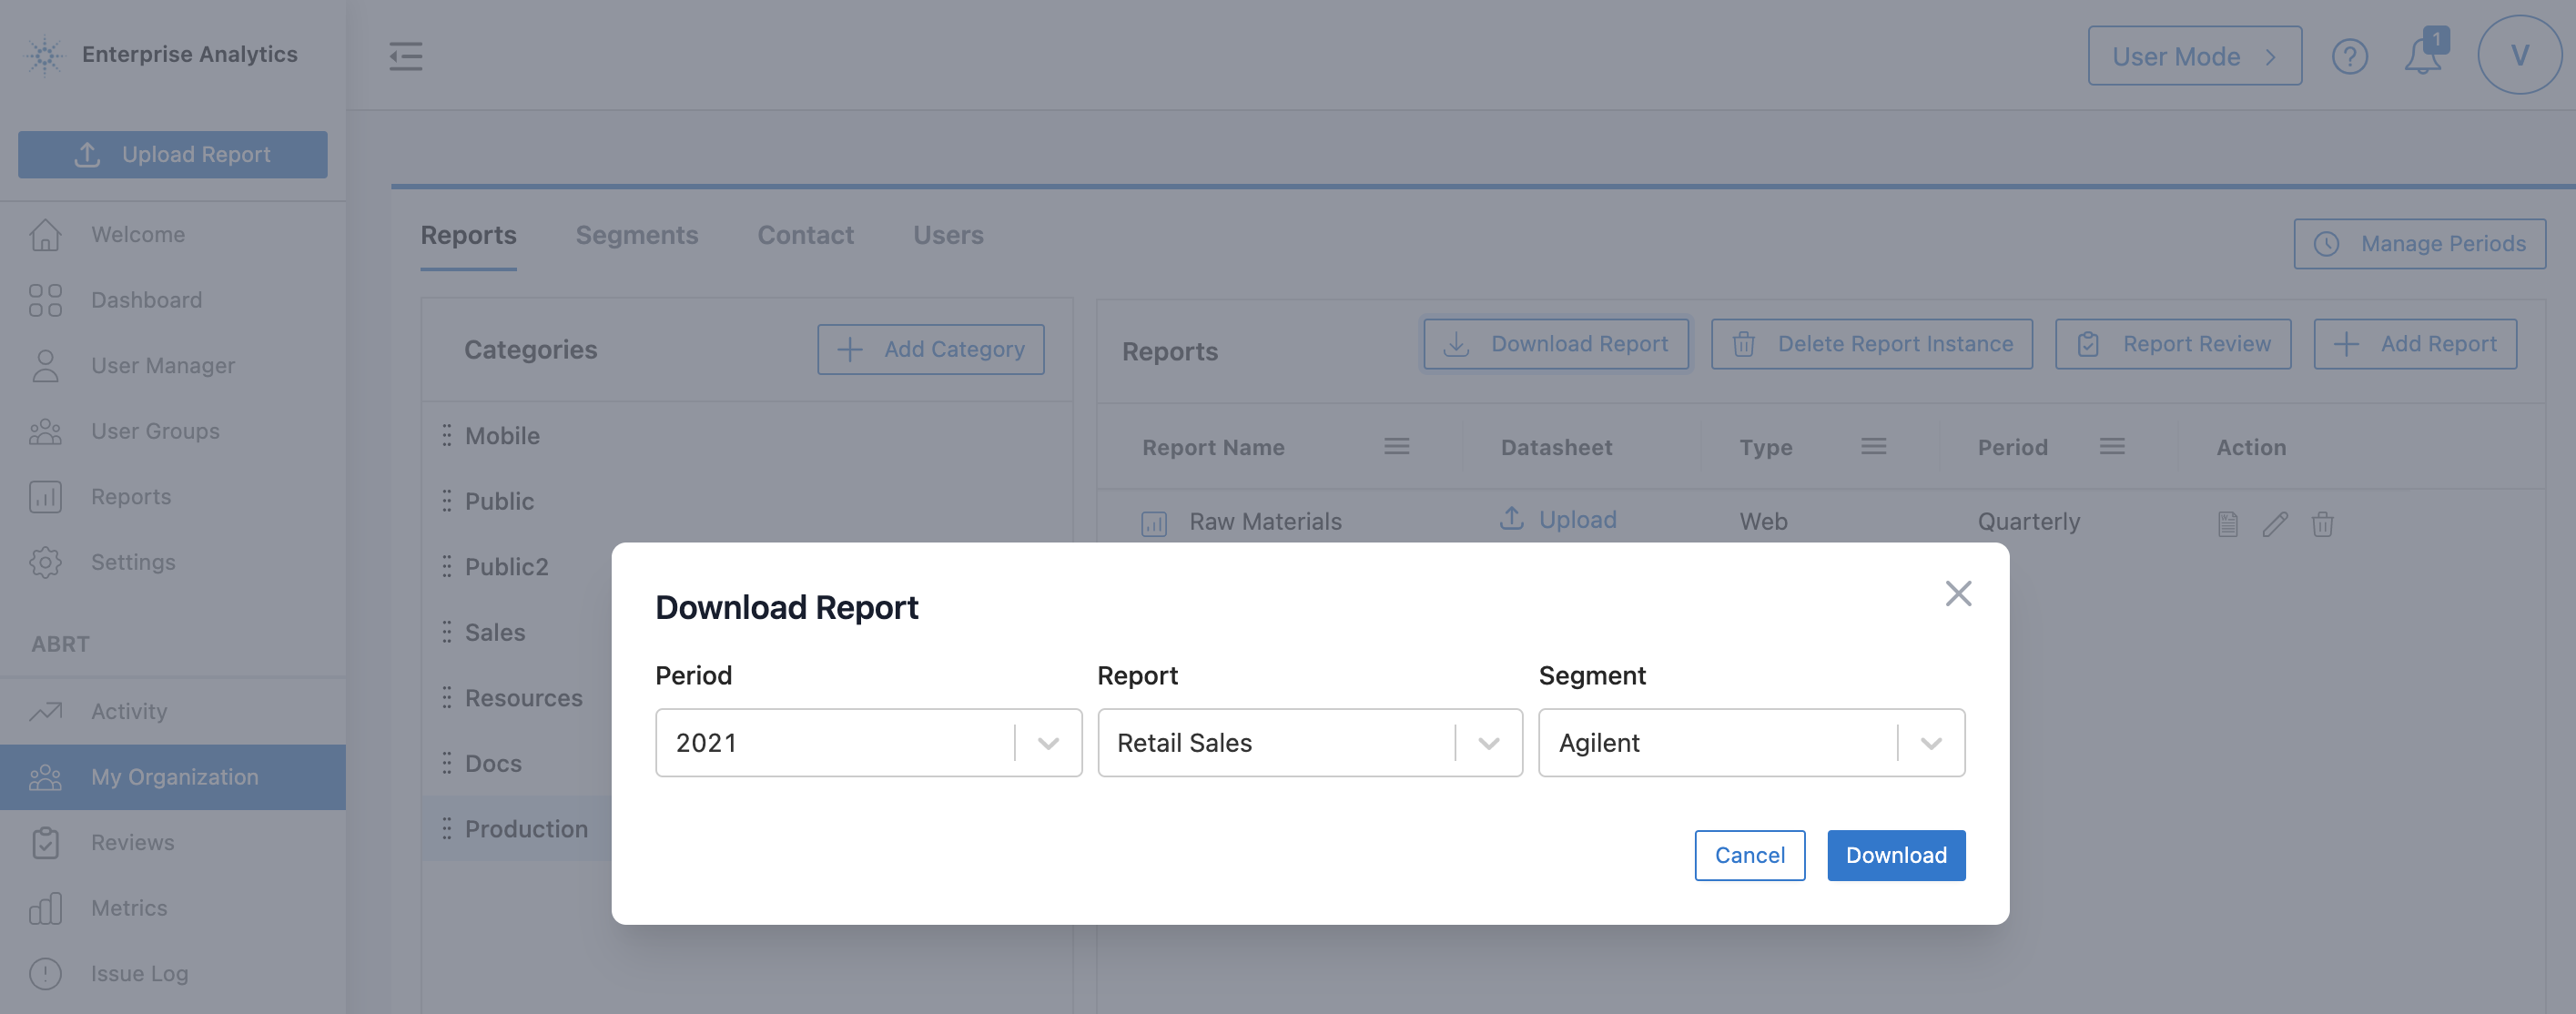 Enterprise Analytics
User Mode
1
V
Upload Report
Welcome
Dashboard
User Manager
User Groups
Reports
Settings
ABRT
Activity
My Organization
Reviews
Metrics
Issue Log
Reports Segments Contact Users
Manage Periods
Categories
Add Category
Mobile
Public
Public2
Sales
Resources
Docs
Production
Reports
Download Report
Delete Report Instance
Report Review
Add Report
Report Name Datasheet Type Period Action
Raw Materials Upload Web Quarterly
Download Report
Period Report Segment
2021 Retail Sales Agilent
Cancel Download